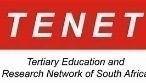 TENET
Tertiary Education and
Research Network of South Africa